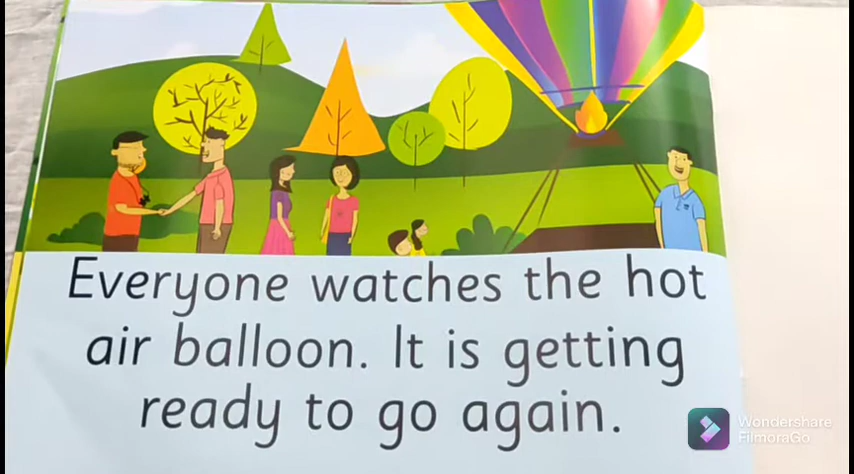 Everyone watches the hot
air balloon. It is getting
ready to go again.
Wondershare
FilmoraGo